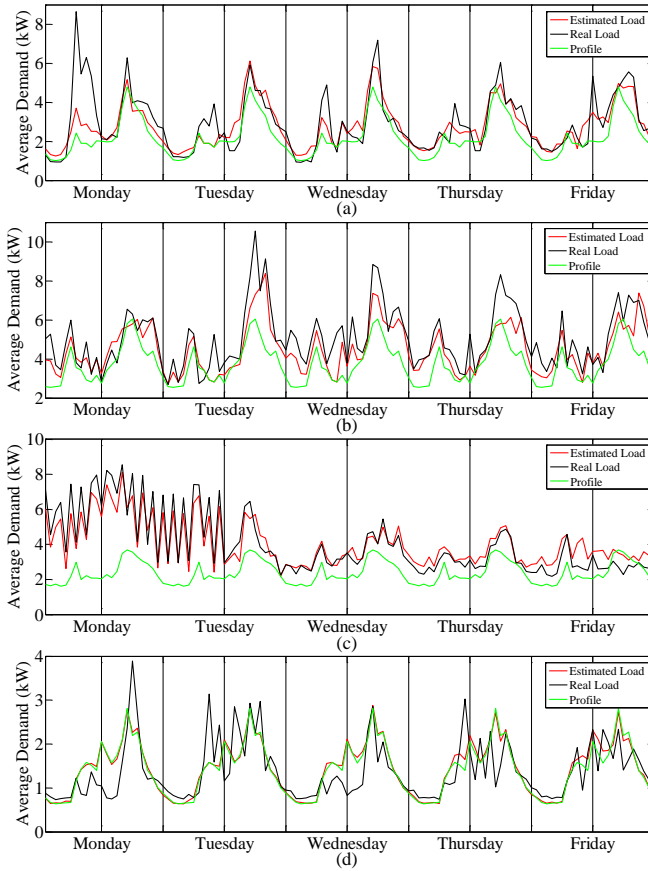 Average Demand (kW)
8
6
4
2
0
Estimated Load
Real Load
Profile
Monday
Tuesday
Wednesday
Thursday
Friday
(a)
Average Demand (kW)
10
8
6
4
2
Estimated Load
Real Load
Profile
Monday
Tuesday
Wednesday
Thursday
Friday
(b)
Average Demand (kW)
10
8
6
4
2
0
Estimated Load
Real Load
Profile
Monday
Tuesday
Wednesday
Thursday
Friday
(c)
Average Demand (kW)
4
3
2
1
0
Estimated Load
Real Load
Profile
Monday
Tuesday
Wednesday
Thursday
Friday
(d)